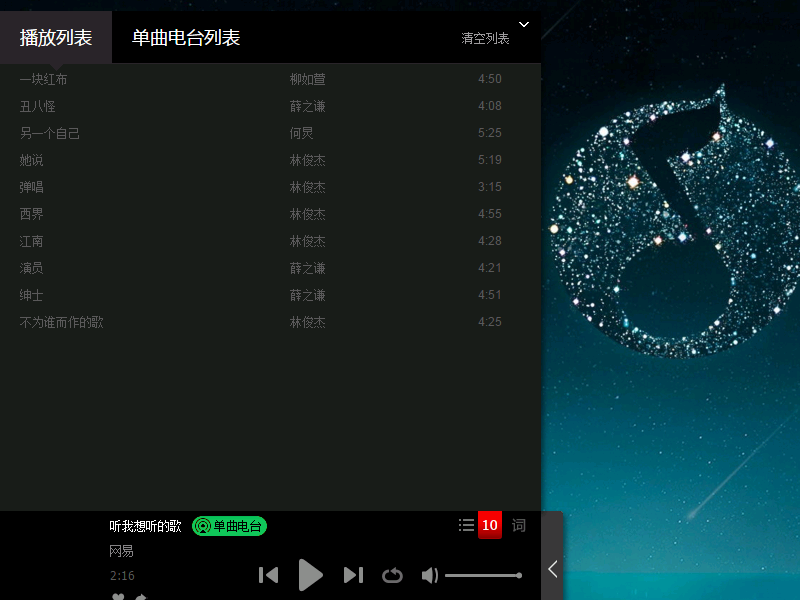 播放列表 单曲电台列表 清空列表
一块红布 柳如萱 4:50
丑八怪 薛之谦 4:08
另一个自己 何炅 5:25
她说 林俊杰 5:19
弹唱 林俊杰 3:15
西界 林俊杰 4:55
江南 林俊杰 4:28
演员 薛之谦 4:21
绅士 薛之谦 4:51
不为谁而作的歌 林俊杰 4:25
听我想听的歌 单曲电台 10 词
网易
2:16